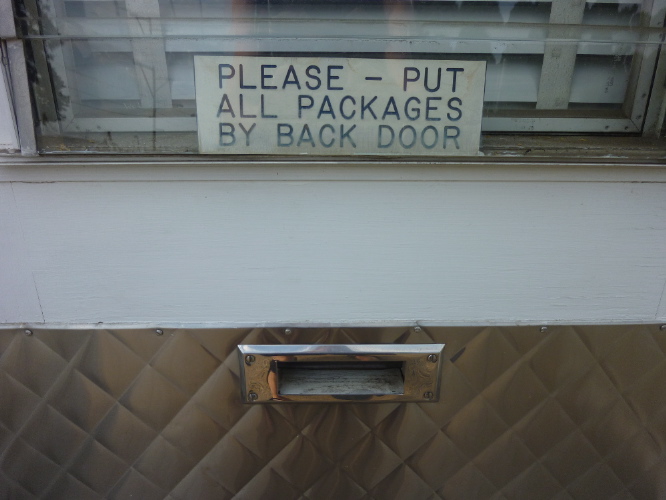 PLEASE - PUT
ALL PACKAGES
BY BACK DOOR